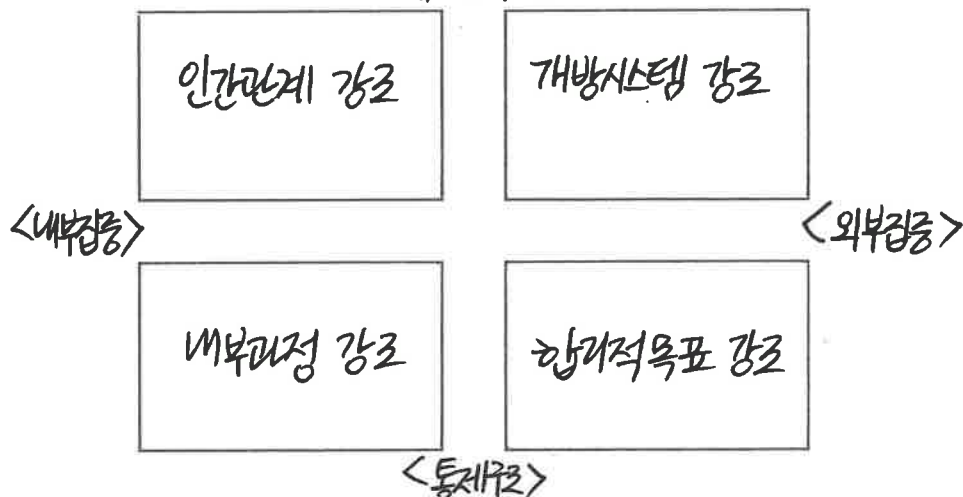 인간관계 강조
개방시스템 강조
<내부집중>
<외부집중>
내부과정 강조
합리적목표 강조
<통제구조>